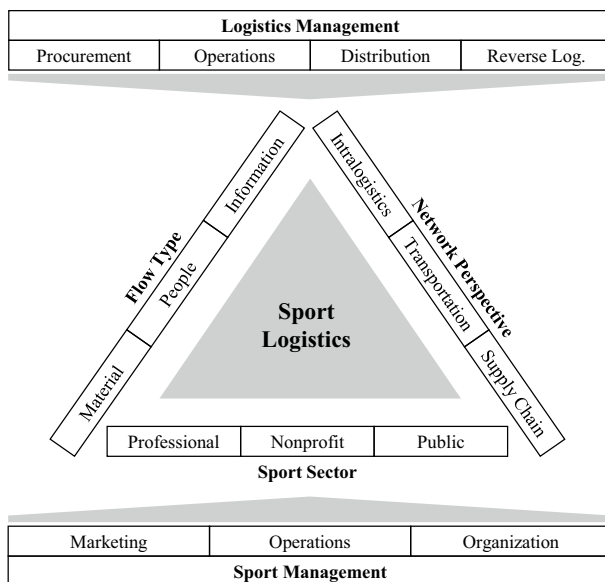 Logistics Management
Procurement Operations Distribution Reverse Log.
Information
People
Material
Flow Type
Intralogistics
Transportation
Supply Chain
Network Perspective
Sport
Logistics
Professional Nonprofit Public
Sport Sector
Marketing Operations Organization
Sport Management